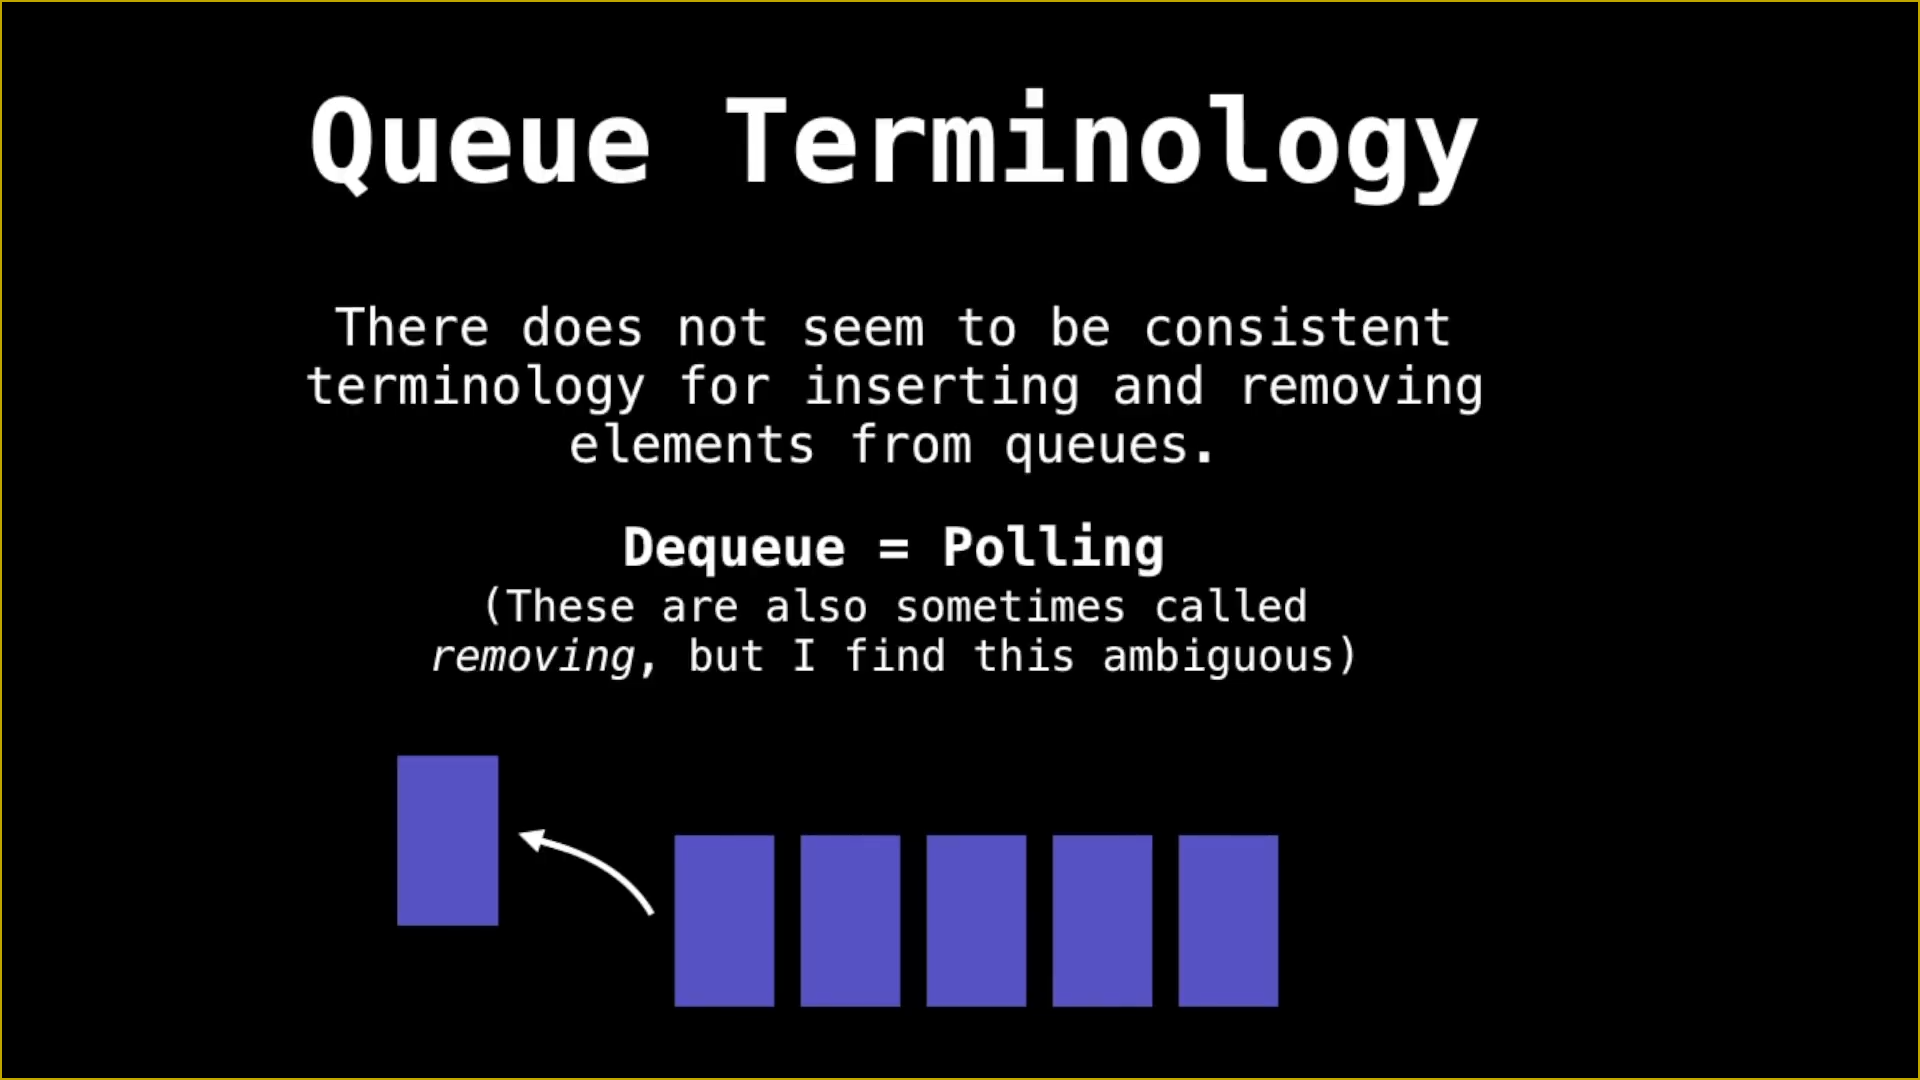 Queue Terminology
There does not seem to be consistent
terminology for inserting and removing
elements from queues.
Dequeue = Polling
(These are also sometimes called
removing, but I find this ambiguous)